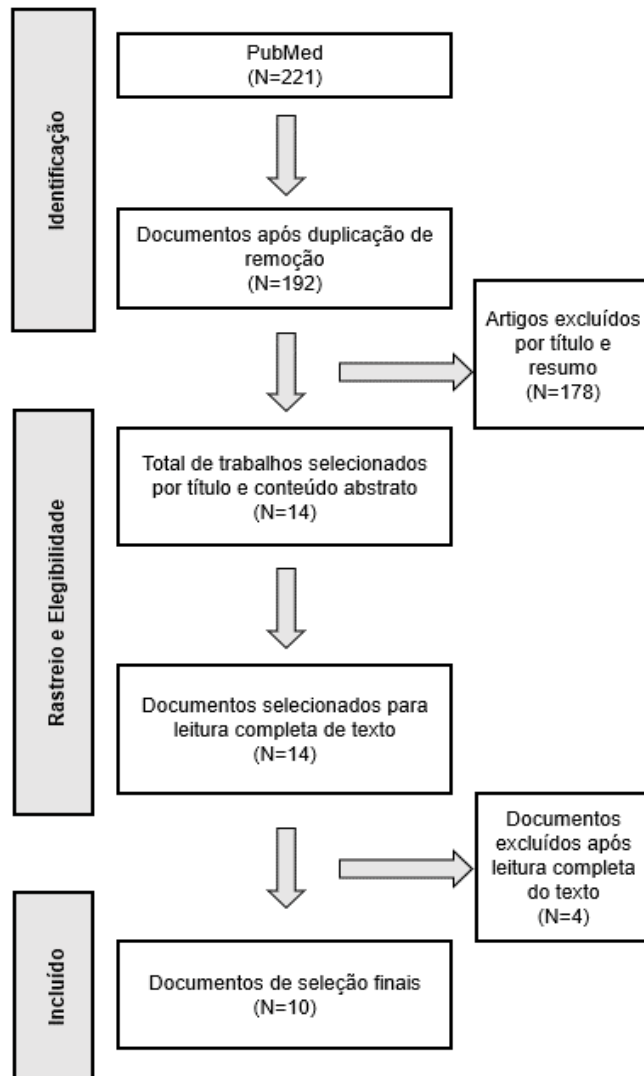 Identificação
PubMed
(N=221)
Documentos após duplicação de
remoção
(N=192)
Artigos excluídos
por título e
resumo
(N=178)
Rastreio e Elegibilidade
Total de trabalhos selecionados
por título e conteúdo abstrato
(N=14)
Documentos selecionados para
leitura completa de texto
(N=14)
Documentos
excluídos após
leitura completa
do texto
(N=4)
Incluído
Documentos de seleção finais
(N=10)